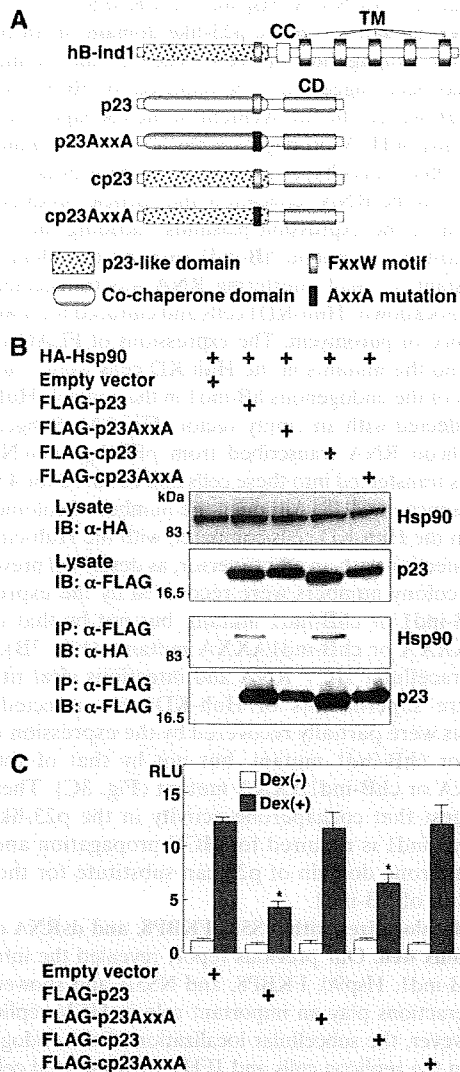 A
CC
TM
hB-ind1
CD
p23
p23AxxA
cp23
cp23AxxA
p23-like domain
FxxW motif
Co-chaperone domain
AxxA mutation
B
HA-Hsp90 + + + + +
Empty vector +
FLAG-p23 +
FLAG-p23AxxA +
FLAG-cp23 +
FLAG-cp23AxxA +
kDa
Lysate
IB: α-HA
83
Hsp90
Lysate
IB: α-FLAG
16.5
p23
IP: α-FLAG
IB: α-HA
83
Hsp90
IP: α-FLAG
IB: α-FLAG
16.5
p23
C
RLU
Dex(-)
Dex(+)
15
10
5
0
*
*
Empty vector +
FLAG-p23 +
FLAG-p23AxxA +
FLAG-cp23 +
FLAG-cp23AxxA +